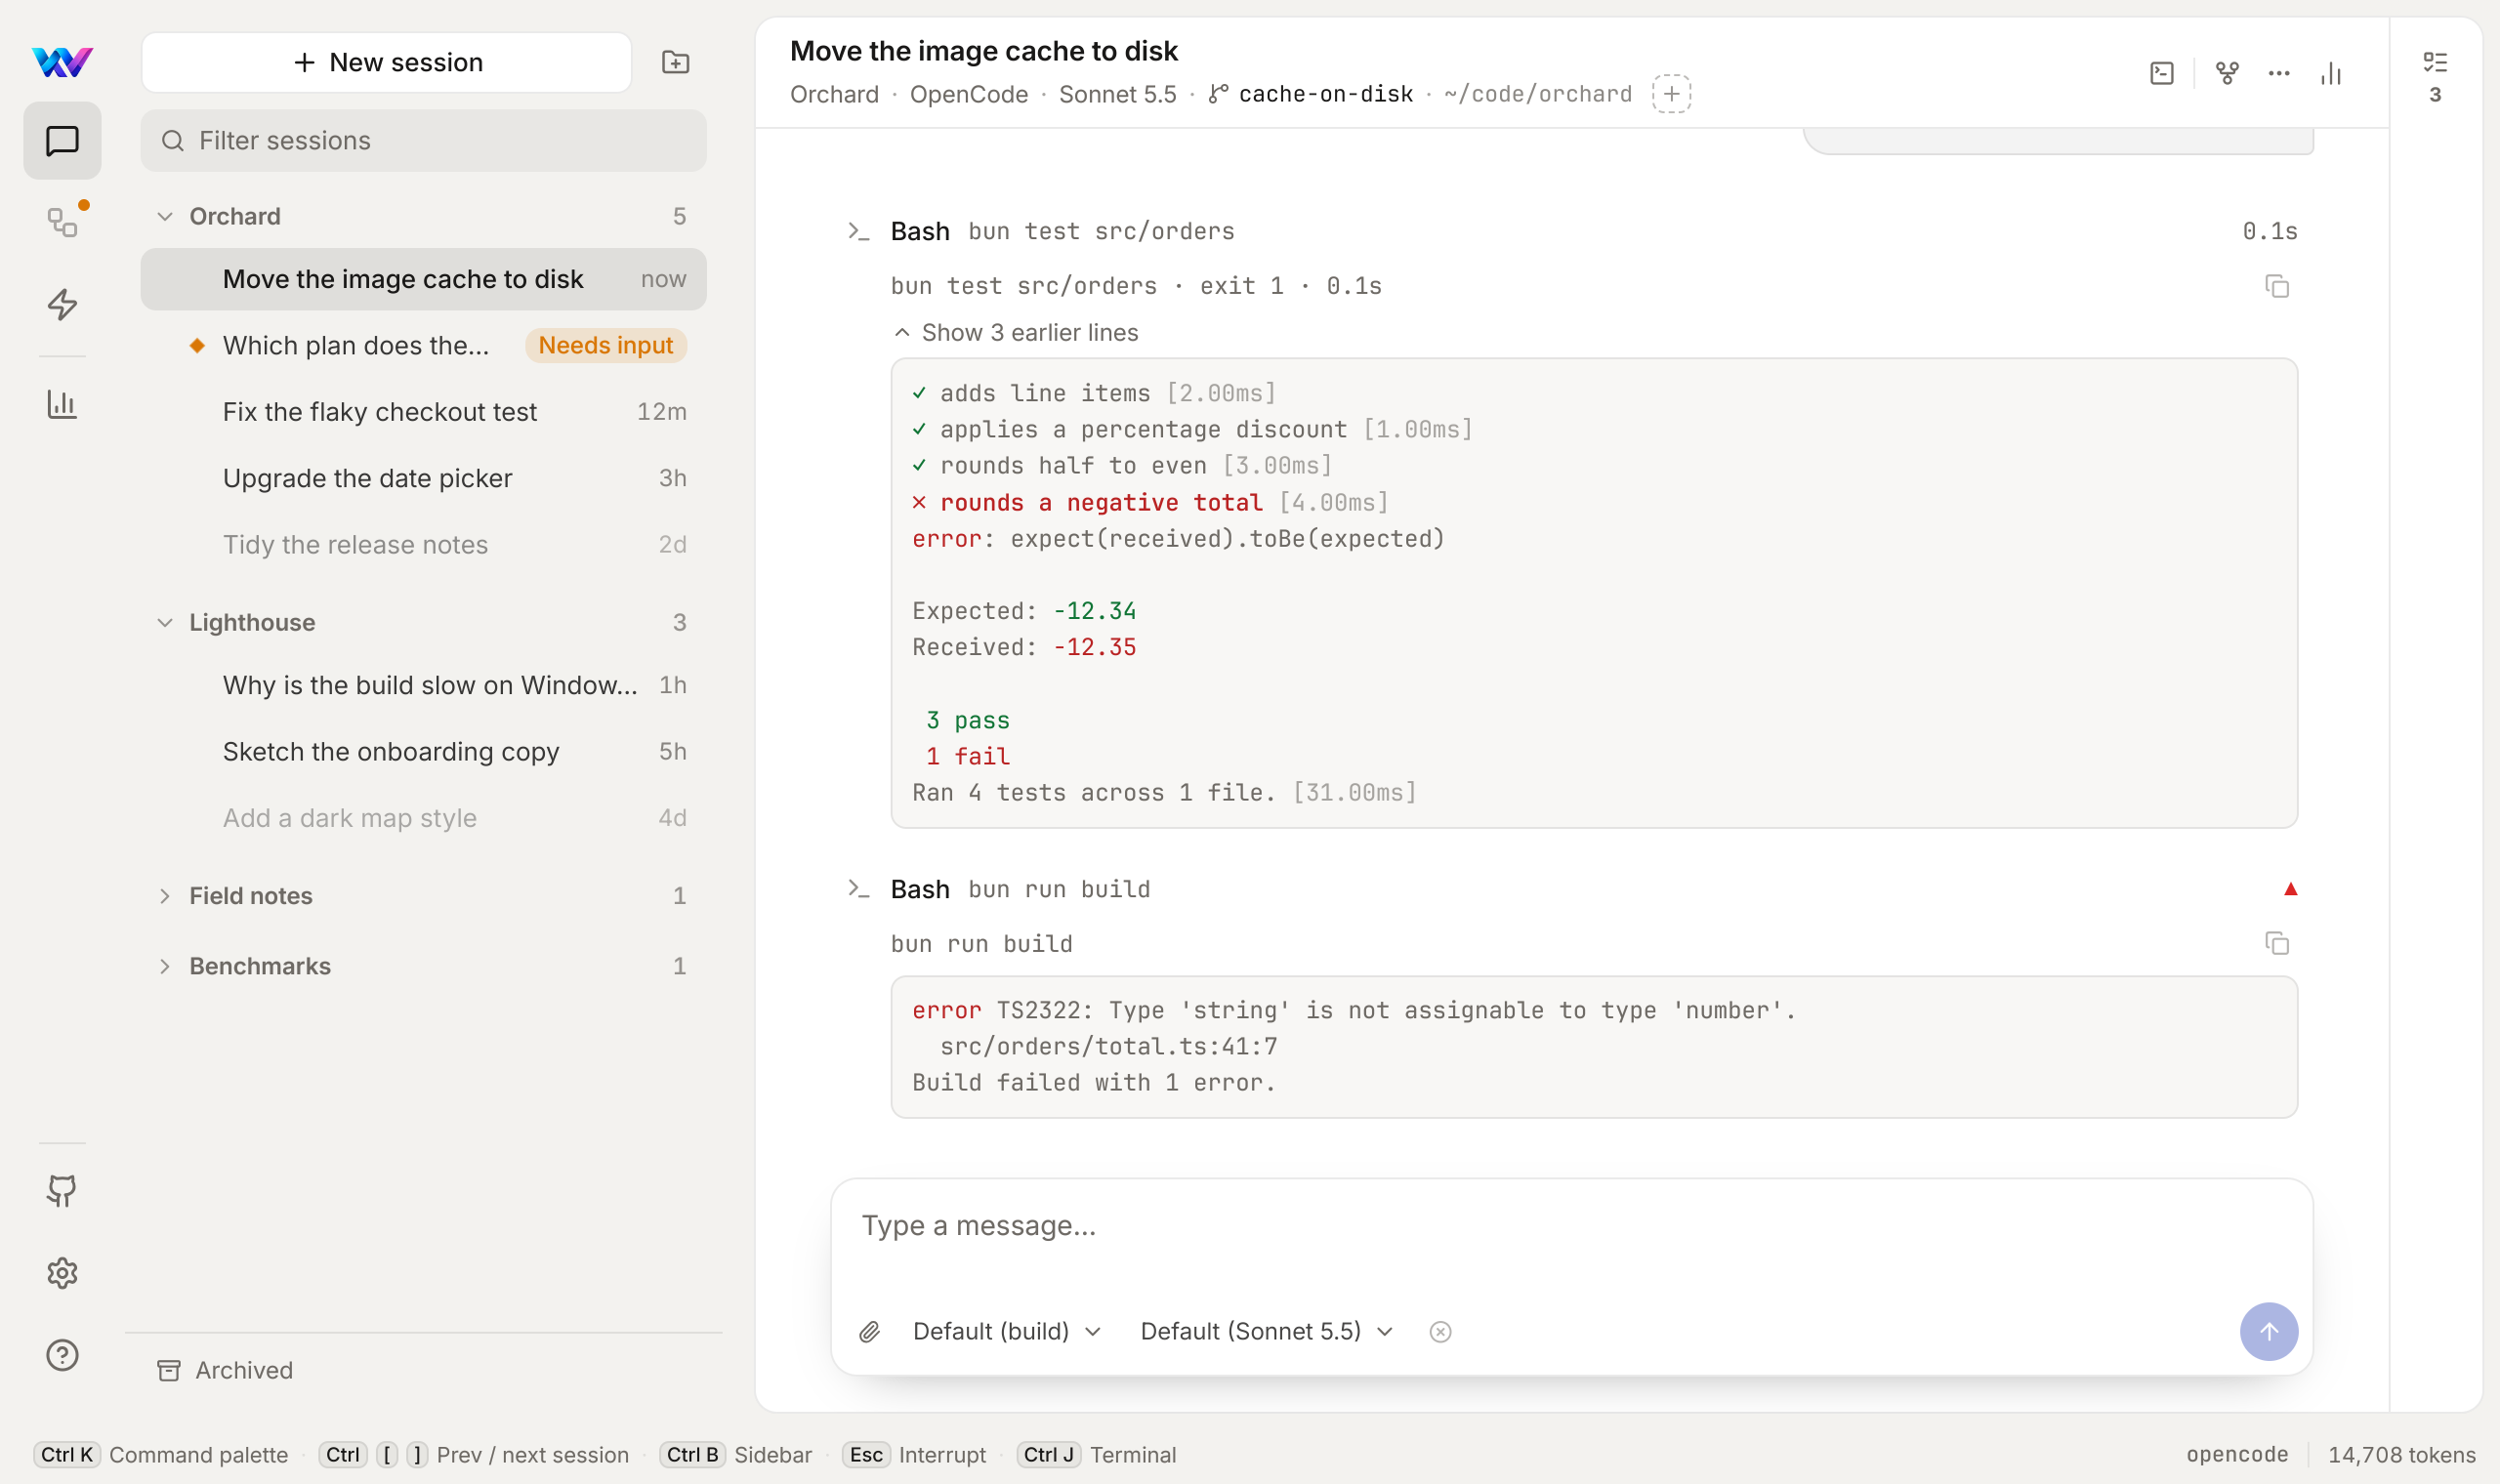 New session
Filter sessions
Orchard 5
Move the image cache to disk now
Which plan does the... Needs input
Fix the flaky checkout test 12m
Upgrade the date picker 3h
Tidy the release notes 2d
Lighthouse 3
Why is the build slow on Window... 1h
Sketch the onboarding copy 5h
Add a dark map style 4d
Field notes 1
Benchmarks 1
Archived
Move the image cache to disk
Orchard · OpenCode · Sonnet 5.5 · cache-on-disk · ~/code/orchard
3
Bash bun test src/orders 0.1s
bun test src/orders · exit 1 · 0.1s
Show 3 earlier lines
✓ adds line items [2.00ms]
✓ applies a percentage discount [1.00ms]
✓ rounds half to even [3.00ms]
✕ rounds a negative total [4.00ms]
error: expect(received).toBe(expected)
Expected: -12.34
Received: -12.35
3 pass
1 fail
Ran 4 tests across 1 file. [31.00ms]
Bash bun run build
bun run build
error TS2322: Type 'string' is not assignable to type 'number'.
src/orders/total.ts:41:7
Build failed with 1 error.
Type a message...
Default (build) Default (Sonnet 5.5)
Ctrl K Command palette · Ctrl [ ] Prev / next session · Ctrl B Sidebar · Esc Interrupt · Ctrl J Terminal
opencode 14,708 tokens